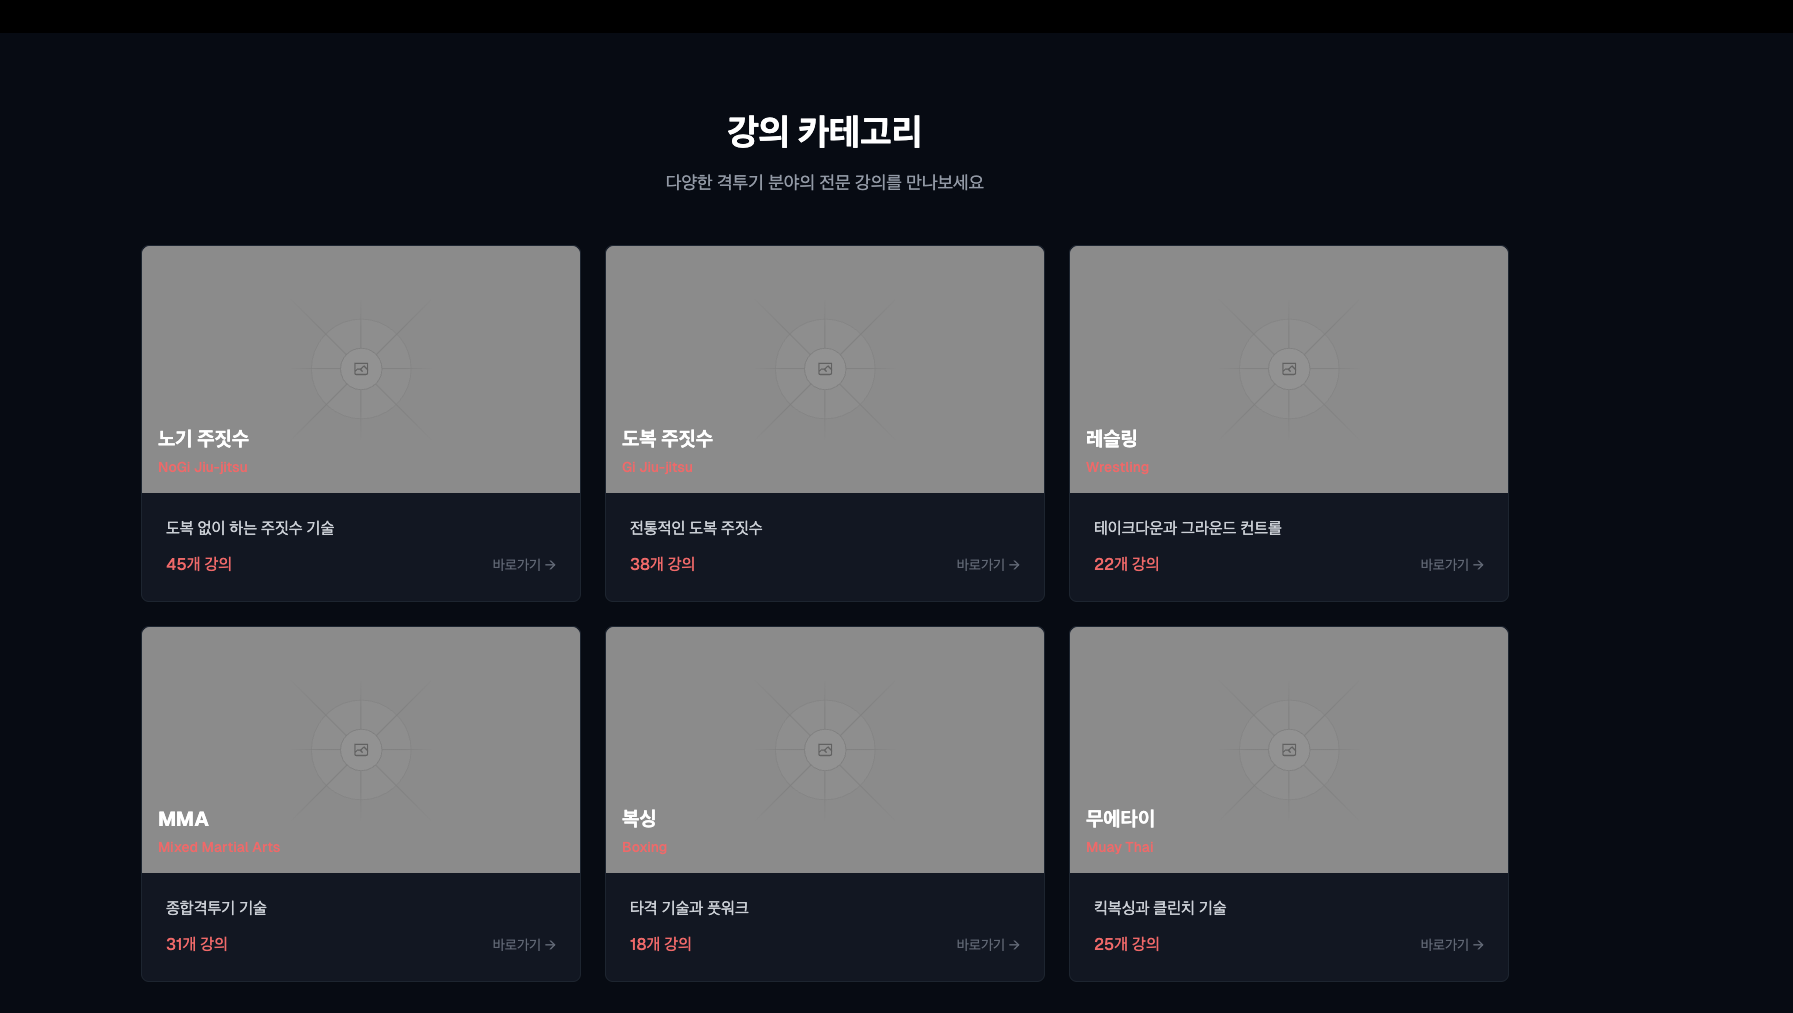 강의 카테고리
다양한 격투기 분야의 전문 강의를 만나보세요
노기 주짓수
NoGi Jiu-jitsu
도복 없이 하는 주짓수 기술
45개 강의
바로가기 →
도복 주짓수
Gi Jiu-jitsu
전통적인 도복 주짓수
38개 강의
바로가기 →
레슬링
Wrestling
테이크다운과 그라운드 컨트롤
22개 강의
바로가기 →
MMA
Mixed Martial Arts
종합격투기 기술
31개 강의
바로가기 →
복싱
Boxing
타격 기술과 풋워크
18개 강의
바로가기 →
무에타이
Muay Thai
킥복싱과 클린치 기술
25개 강의
바로가기 →